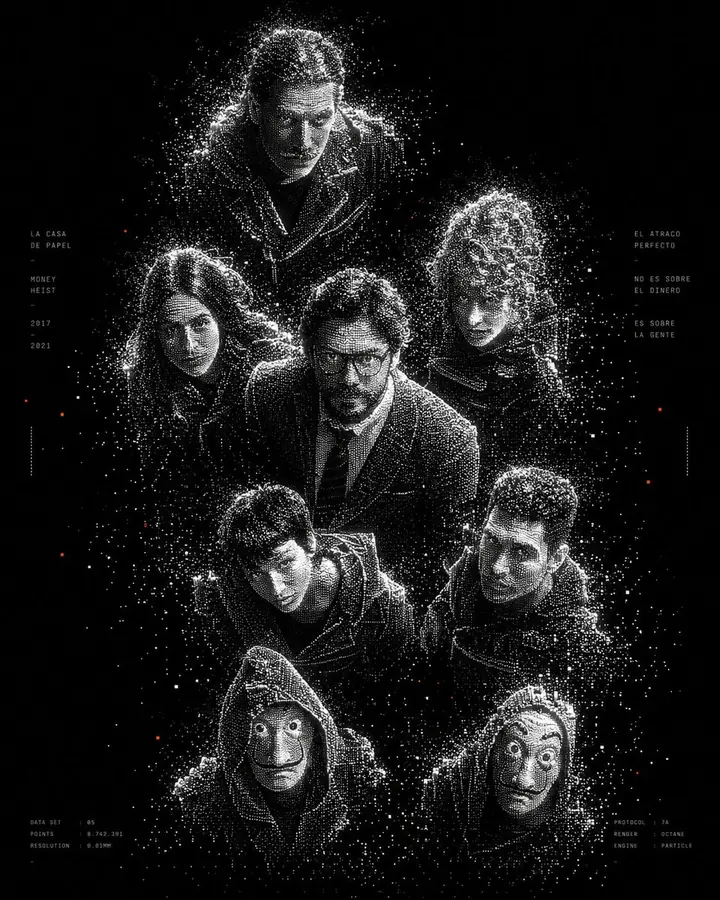 LA CASA
DE PAPEL
–
MONEY
HEIST
–
2017
–
2021
EL ATRACO
PERFECTO
–
NO ES SOBRE
EL DINERO
–
ES SOBRE
LA GENTE
DATA SET : 05
POINTS : 8.742.391
RESOLUTION : 0.01MM
PROTOCOL : 7A
RENDER : OCTANE
ENGINE : PARTICLE